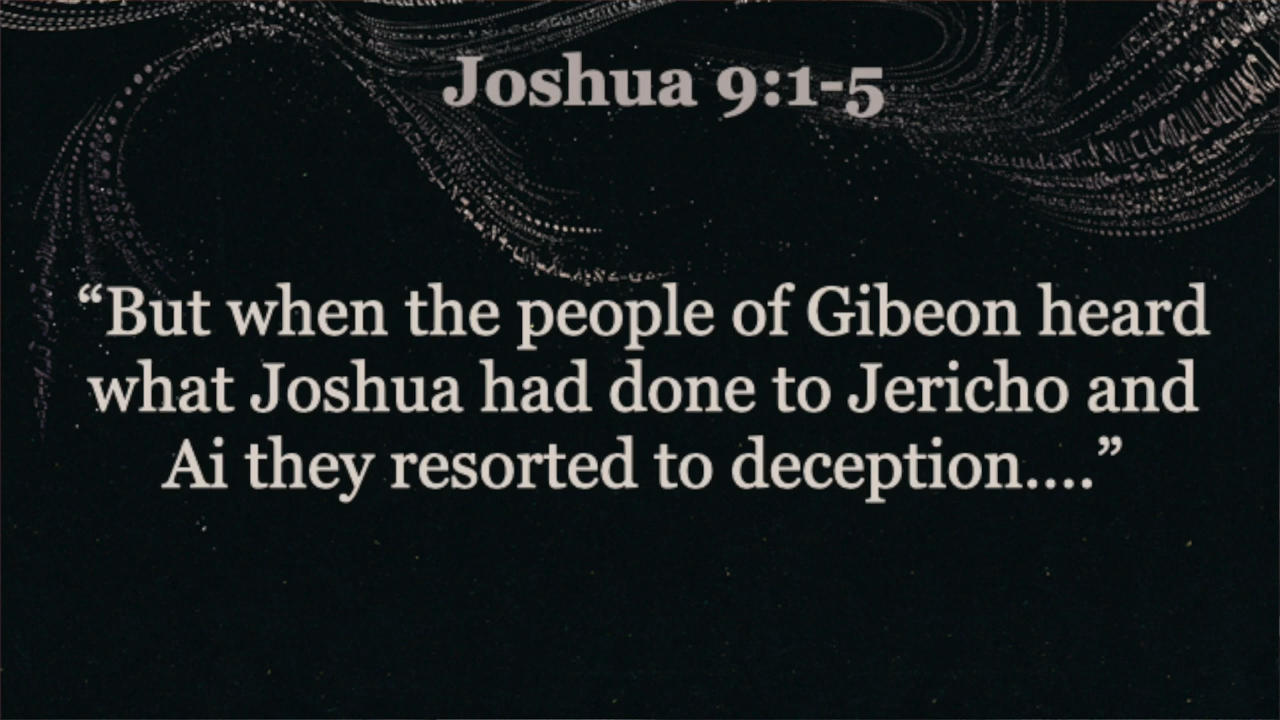 Joshua 9:1-5
“But when the people of Gibeon heard
what Joshua had done to Jericho and
Ai they resorted to deception....”